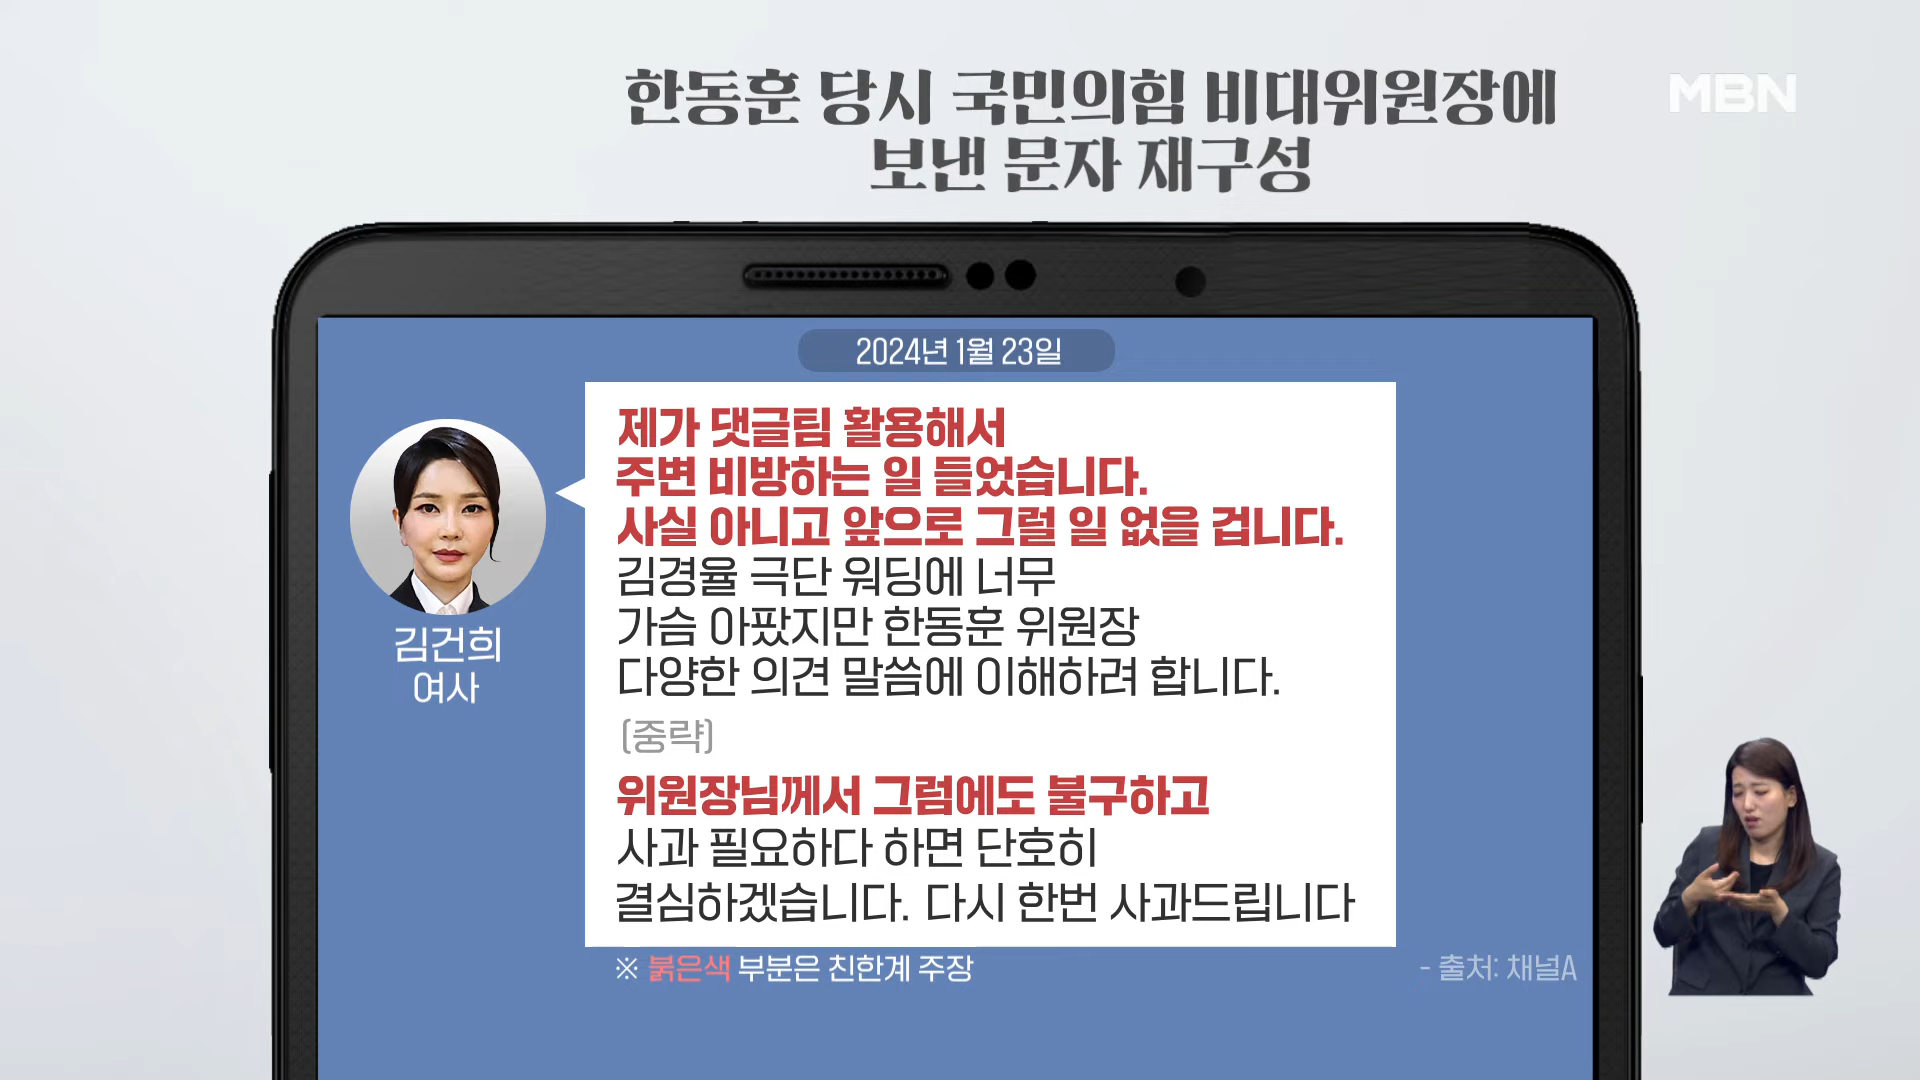 한동훈 당시 국민의힘 비대위원장에
보낸 문자 재구성
MBN
2024년 1월 23일
제가 댓글팀 활용해서
주변 비방하는 일 들었습니다.
사실 아니고 앞으로 그럴 일 없을 겁니다.
김경율 극단 워딩에 너무
가슴 아팠지만 한동훈 위원장
다양한 의견 말씀에 이해하려 합니다.
(중략)
위원장님께서 그럼에도 불구하고
사과 필요하다 하면 단호히
결심하겠습니다. 다시 한번 사과드립니다
김건희
여사
※ 붉은색 부분은 친한계 주장
- 출처: 채널A